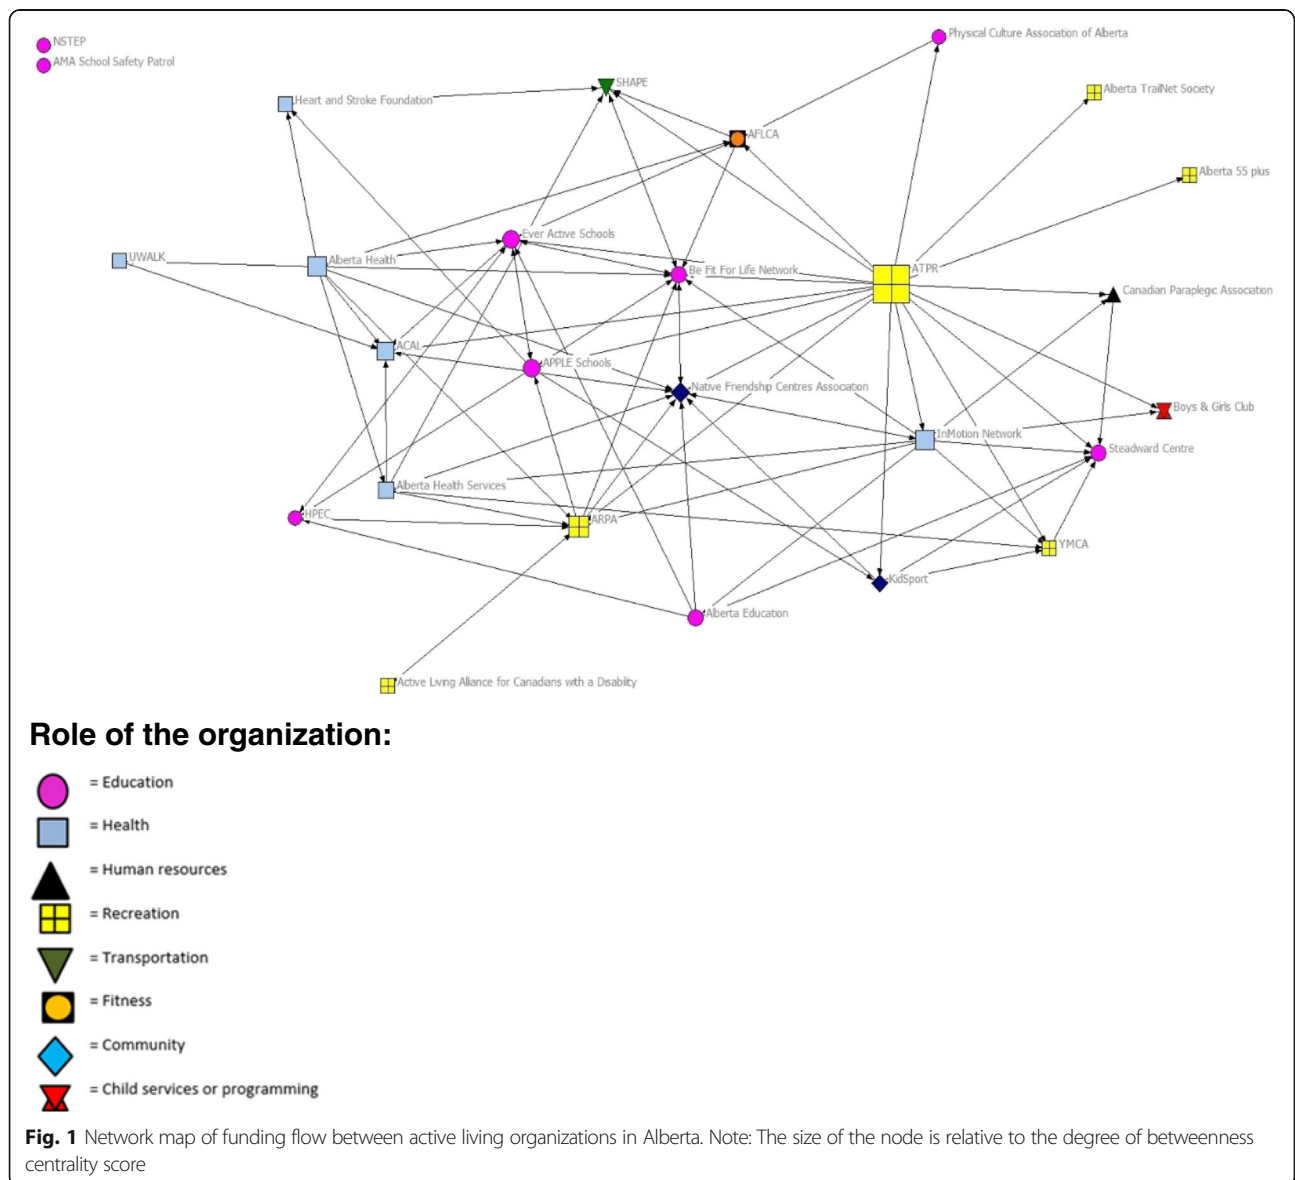 NSTEP
AMA School Safety Patrol
Physical Culture Association of Alberta
SHAPE
Alberta TrailNet Society
Heart and Stroke Foundation
AFLCA
Alberta 55 plus
Ever Active Schools
UWALK
Alberta Health
Be Fit For Life Network
ATPR
Canadian Paraplegic Association
ACAL
APPLE Schools
Native Friendship Centres Association
Boys & Girls Club
InMotion Network
Steadward Centre
Alberta Health Services
HPEC
ARPA
YMCA
KidSport
Alberta Education
Active Living Alliance for Canadians with a Disability
Role of the organization:
= Education
= Health
= Human resources
= Recreation
= Transportation
= Fitness
= Community
= Child services or programming
Fig. 1 Network map of funding flow between active living organizations in Alberta. Note: The size of the node is relative to the degree of betweenness
centrality score